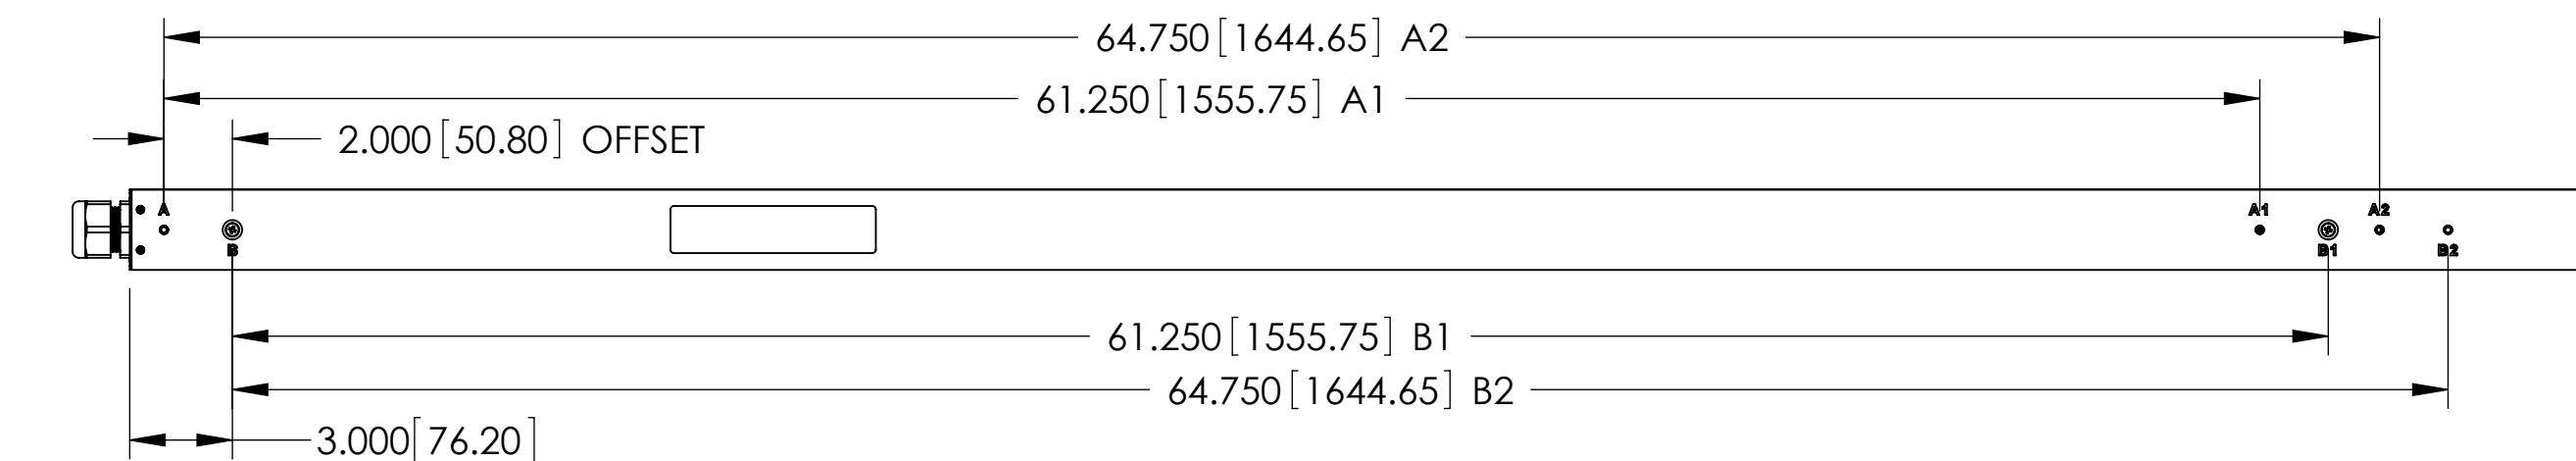 64.750[1644.65] A2
61.250[1555.75] A1
2.000[50.80] OFFSET
A
A1
A2
B
B1
B2
61.250[1555.75] B1
64.750[1644.65] B2
3.000[76.20]